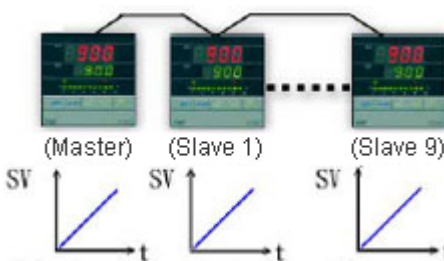 900 900 900
900 900 900
(Master) (Slave 1) (Slave 9)
SV SV SV
t t t